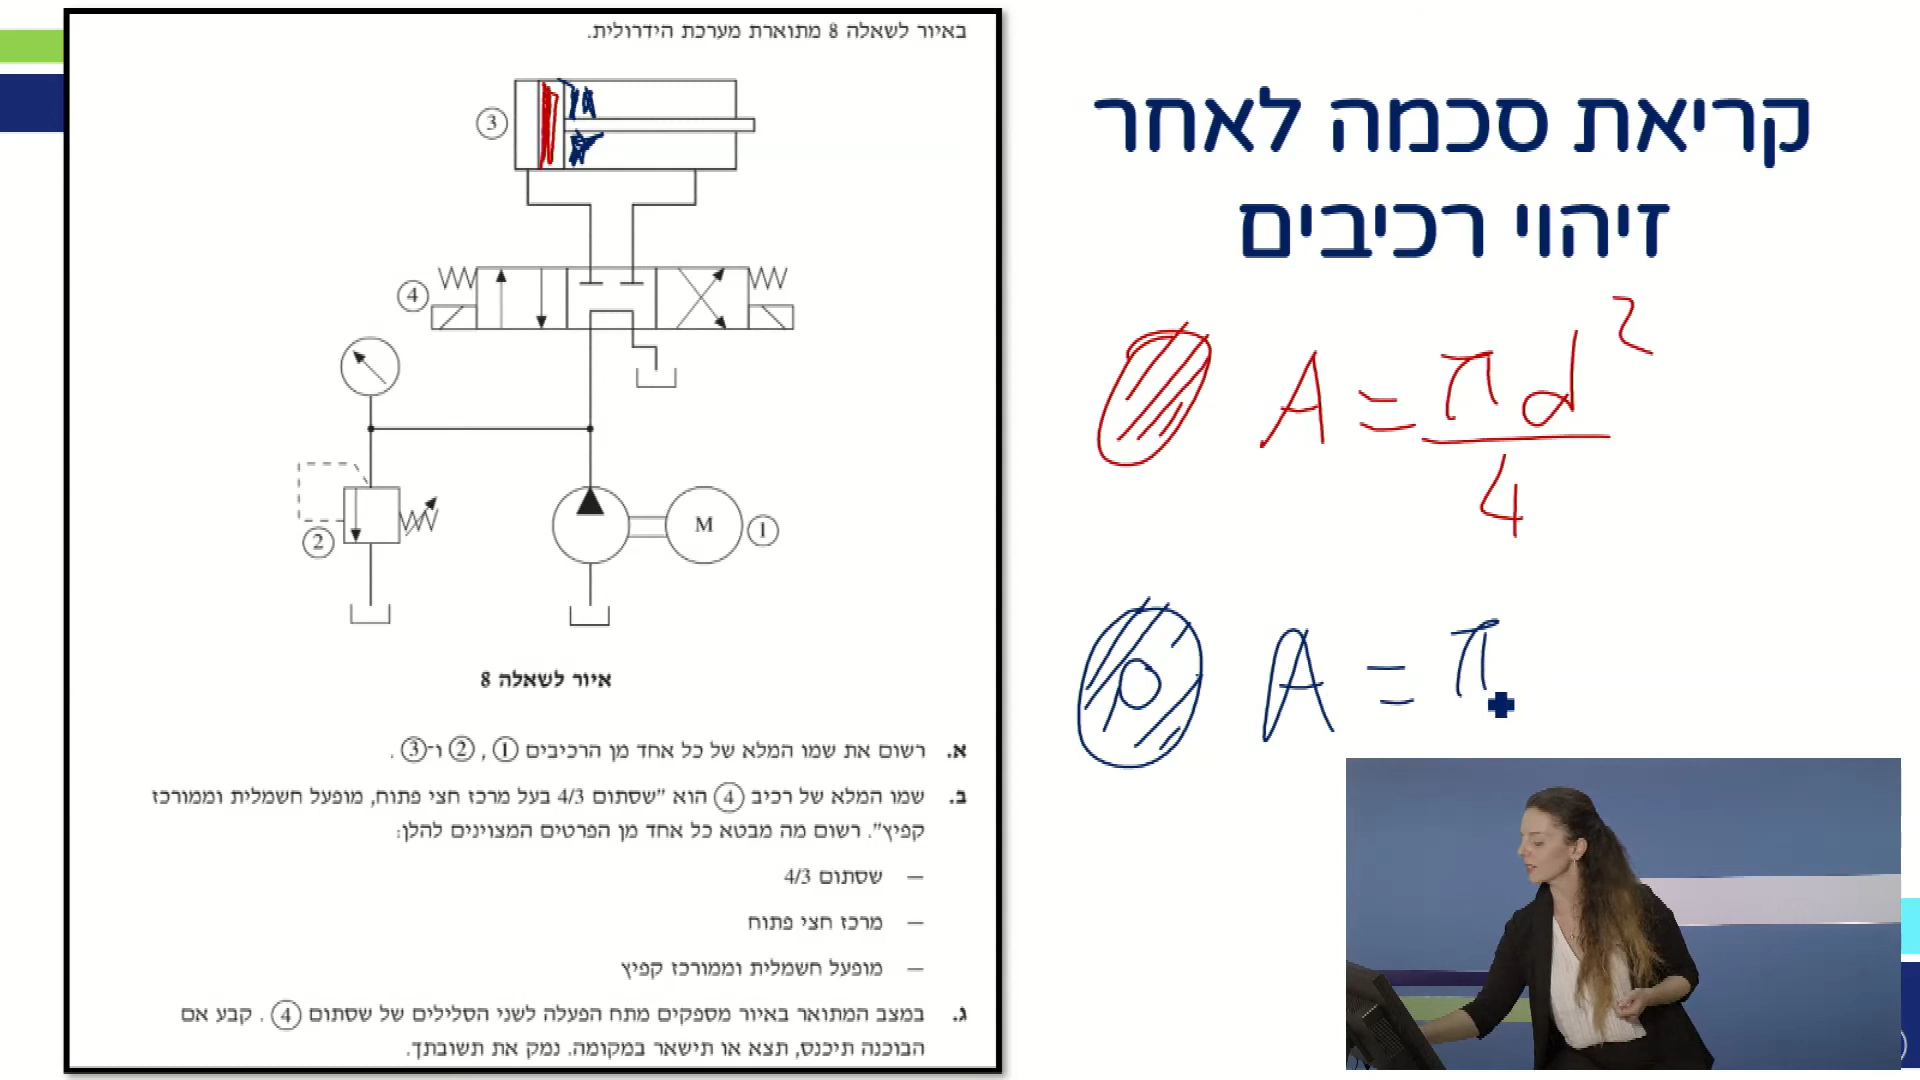 באיור לשאלה 8 מתוארת מערכת הידרולית.
3
4
M
1
2
איור לשאלה 8
א. רשום את שמו המלא של כל אחד מן הרכיבים 1 , 2 ו-3 .
ב. שמו המלא של רכיב 4 הוא "שסתום 4/3 בעל מרכז חצי פתוח, מופעל חשמלית וממורכז
קפיץ". רשום מה מבטא כל אחד מן הפרטים המצוינים להלן:
— שסתום 4/3
— מרכז חצי פתוח
— מופעל חשמלית וממורכז קפיץ
ג. במצב המתואר באיור מספקים מתח הפעלה לשני הסלילים של שסתום 4 . קבע אם
הבוכנה תיכנס, תצא או תישאר במקומה. נמק את תשובתך.
קריאת סכמה לאחר
זיהוי רכיבים
A = πd²
4
A = π